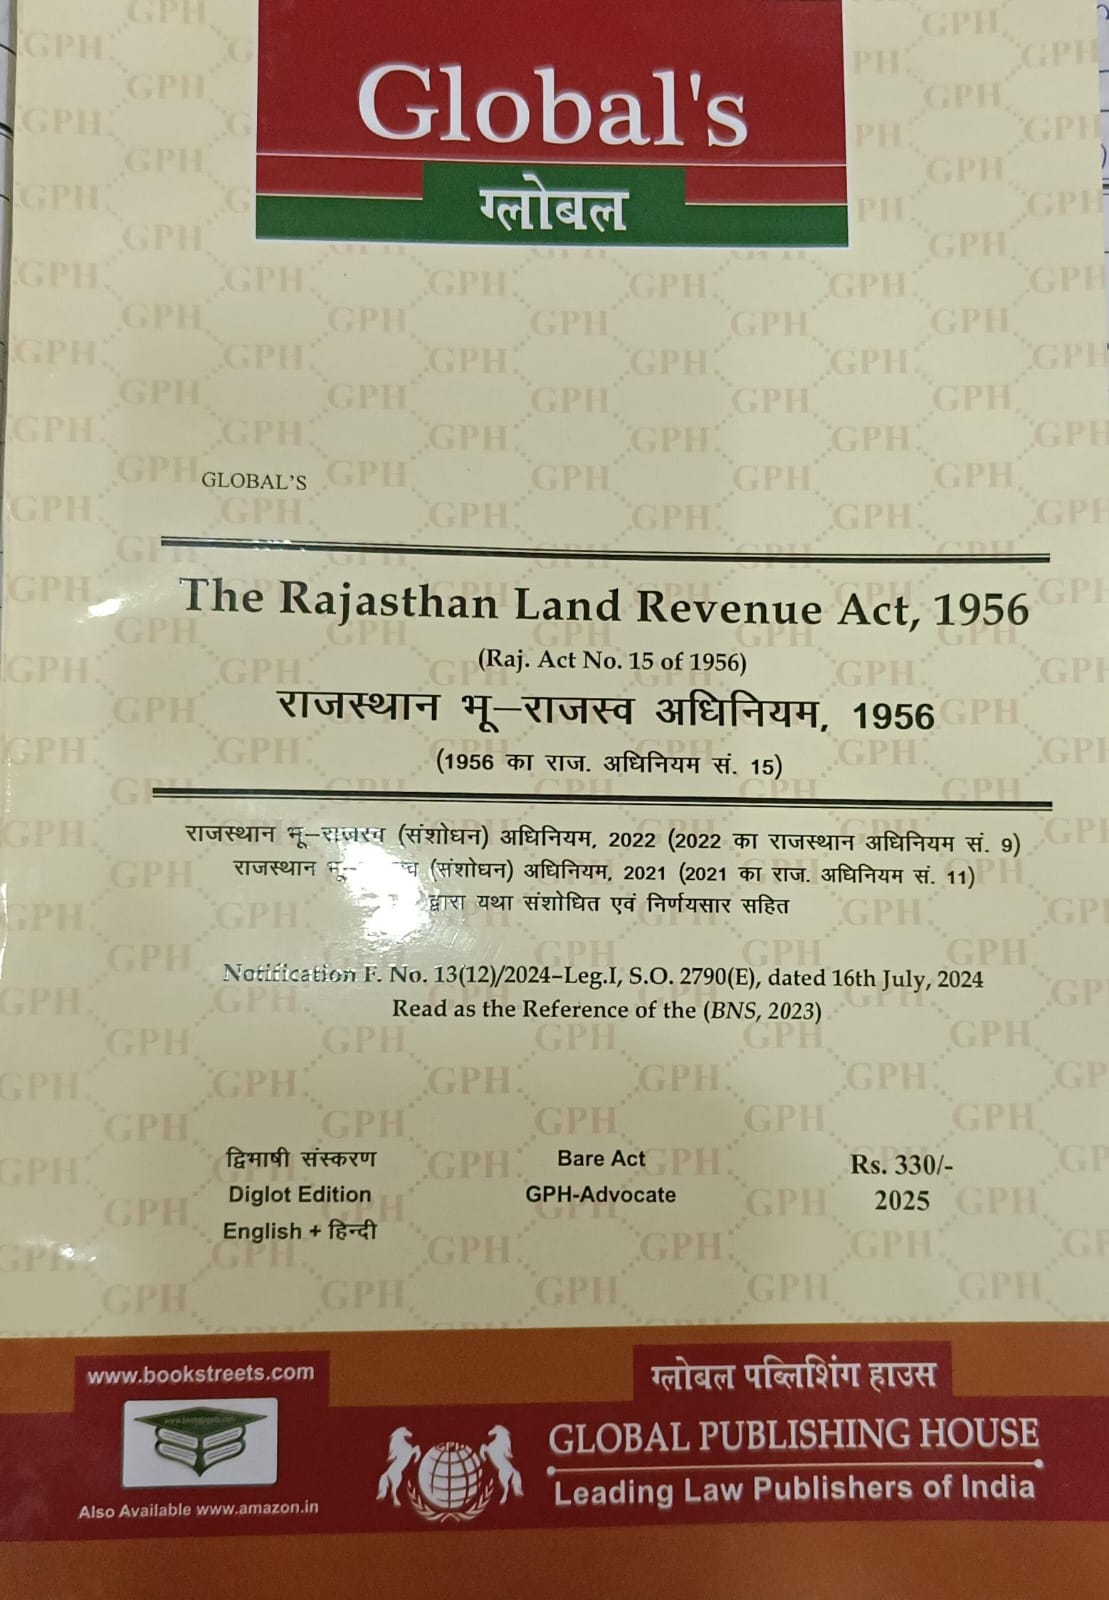 Global's
ग्लोबल
GLOBAL'S
The Rajasthan Land Revenue Act, 1956
(Raj. Act No. 15 of 1956)
राजस्थान भू–राजस्व अधिनियम, 1956
(1956 का राज. अधिनियम सं. 15)
राजस्थान भू–राजस्व (संशोधन) अधिनियम, 2022 (2022 का राजस्थान अधिनियम सं. 9)
राजस्थान (संशोधन) अधिनियम, 2021 (2021 का राज. अधिनियम सं. 11)
द्वारा यथा संशोधित एवं निर्णयसार सहित
Notification F. No. 13(12)/2024–Leg.I, S.O. 2790(E), dated 16th July, 2024
Read as the Reference of the (BNS, 2023)
द्विभाषी संस्करण Bare Act Rs. 330/-
Diglot Edition GPH-Advocate 2025
English + हिन्दी
www.bookstreets.com
ग्लोबल पब्लिशिंग हाउस
GPH
GLOBAL PUBLISHING HOUSE
Leading Law Publishers of India
Also Available www.amazon.in